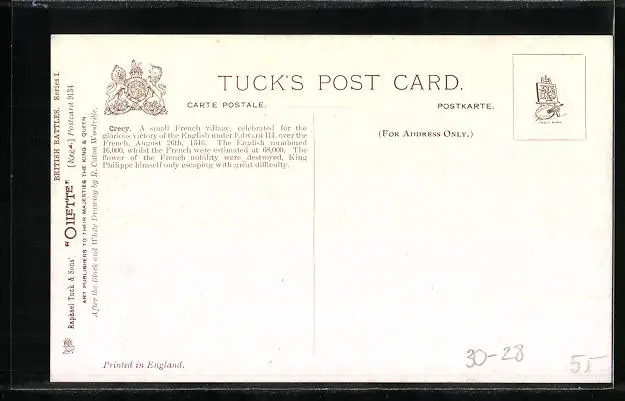 TUCK'S POST CARD.
CARTE POSTALE.
POSTKARTE.
(FOR ADDRESS ONLY.)
Crecy. A small French village, celebrated for the
glorious victory of the English under Edward III. over the
French, August 26th, 1346. The English numbered
16,000, whilst the French were estimated at 68,000. The
flower of the French nobility were destroyed, King
Philippe himself only escaping with great difficulty.
BRITISH BATTLES. Series I.
Raphael Tuck & Sons' "OILETTE" [Regd.] Postcard 9134
ART PUBLISHERS TO THEIR MAJESTIES THE KING & QUEEN.
After the Black and White Drawing by R. Caton Woodville.
Printed in England.
30-28
55